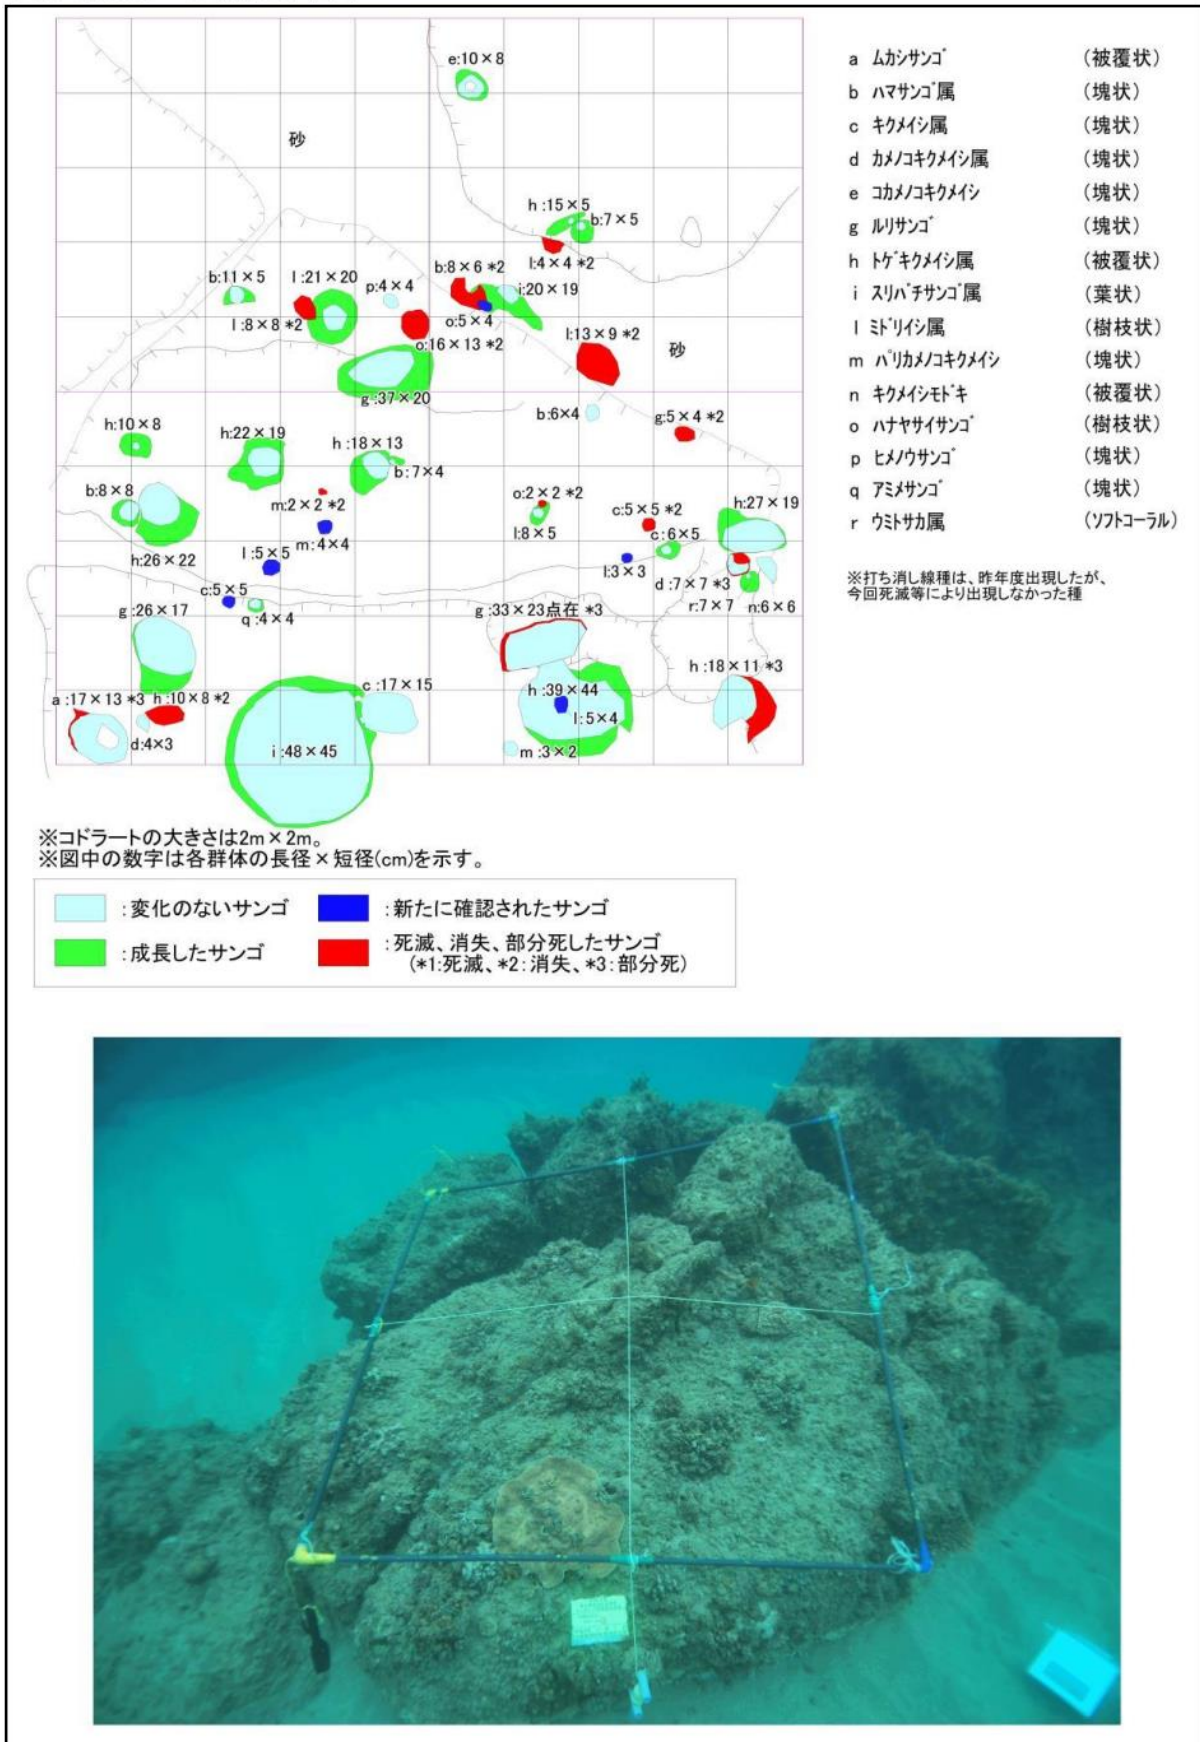 e:10×8
砂
h :15×5
b:7×5
l:4×4 *2
b:8×6 *2
b:11×5
l :21×20
p:4×4
i:20×19
o:5×4
l :8×8 *2
o:16×13 *2
l:13×9 *2
砂
g :37×20
b:6×4
g:5×4 *2
h:10×8
h:22×19
h :18×13
b:7×4
b:8×8
m:2×2 *2
o:2×2 *2
c:5×5 *2
h:27×19
l:8×5
m:4×4
c:6×5
h:26×22
l :5×5
l:3×3
d :7×7 *3
c:5×5
r:7×7
n:6×6
g :26×17
q :4×4
g :33×23点在 *3
h :18×11 *3
c :17×15
h :39×44
a :17×13 *3
h :10×8 *2
l:5×4
d:4×3
i :48×45
m :3×2
a ムカシサンゴ (被覆状)
b ハマサンゴ属 (塊状)
c キクメイシ属 (塊状)
d カメノコキクメイシ属 (塊状)
e コカメノコキクメイシ (塊状)
g ルリサンゴ (塊状)
h トゲキクメイシ属 (被覆状)
i スリバチサンゴ属 (葉状)
l ミドリイシ属 (樹枝状)
m パリカメノコキクメイシ (塊状)
n キクメイシモドキ (被覆状)
o ハナヤサイサンゴ (樹枝状)
p ヒメノウサンゴ (塊状)
q アミメサンゴ (塊状)
r ウミトサカ属 (ソフトコーラル)
※打ち消し線種は、昨年度出現したが、
今回死滅等により出現しなかった種
※コドラートの大きさは2m×2m。
※図中の数字は各群体の長径×短径(cm)を示す。
:変化のないサンゴ
:新たに確認されたサンゴ
:成長したサンゴ
:死滅、消失、部分死したサンゴ
(*1:死滅、*2:消失、*3:部分死)